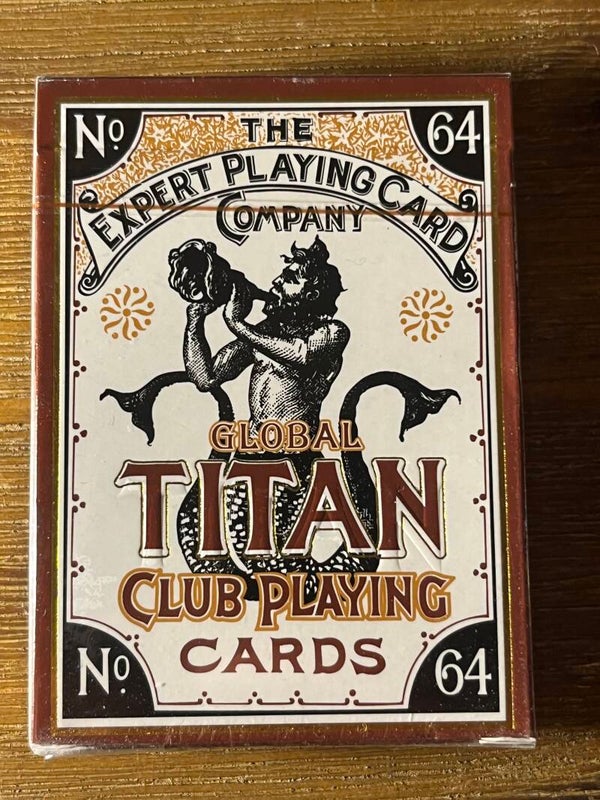 No. 64
THE
EXPERT PLAYING CARD
COMPANY
GLOBAL
TITAN
CLUB PLAYING
CARDS
No. 64